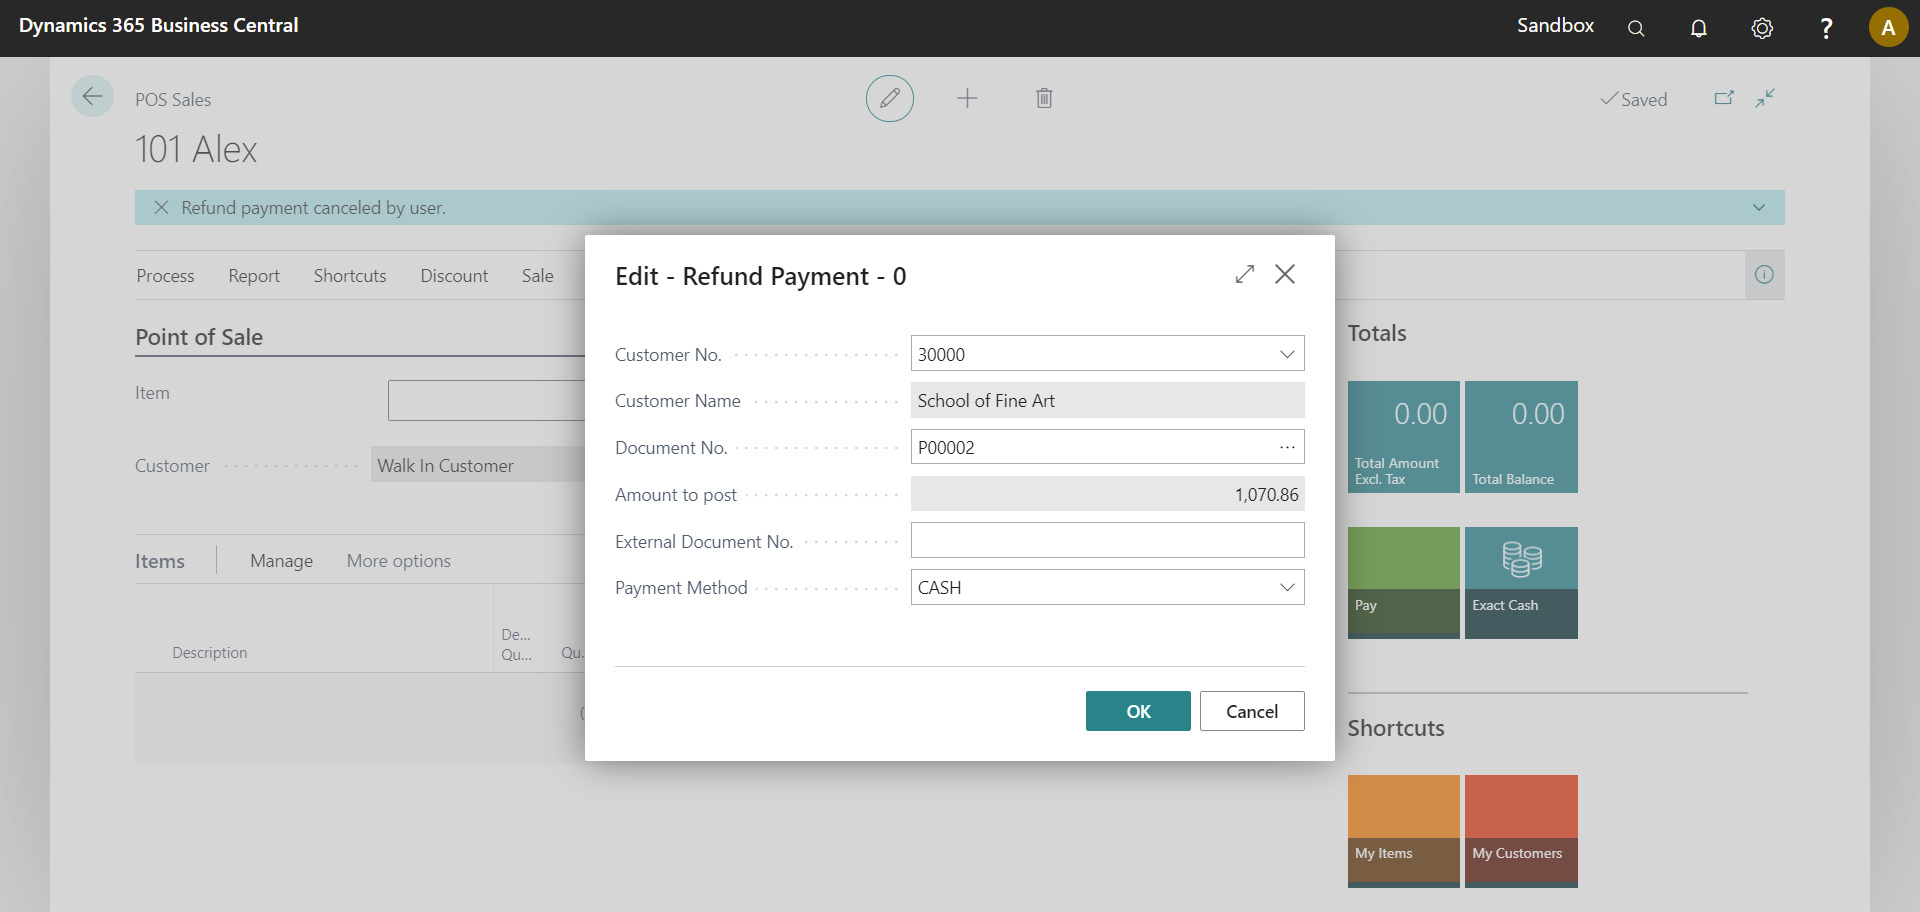 Dynamics 365 Business Central
Sandbox
?
A
POS Sales
Saved
101 Alex
Refund payment canceled by user.
Process
Report
Shortcuts
Discount
Sale
Point of Sale
Item
Customer
Walk In Customer
Items
Manage
More options
Description
De...
Qu...
Qu.
Edit - Refund Payment - 0
Customer No.
30000
Customer Name
School of Fine Art
Document No.
P00002
...
Amount to post
1,070.86
External Document No.
Payment Method
CASH
OK
Cancel
Totals
0.00
Total Amount
Excl. Tax
0.00
Total Balance
Pay
Exact Cash
Shortcuts
My Items
My Customers